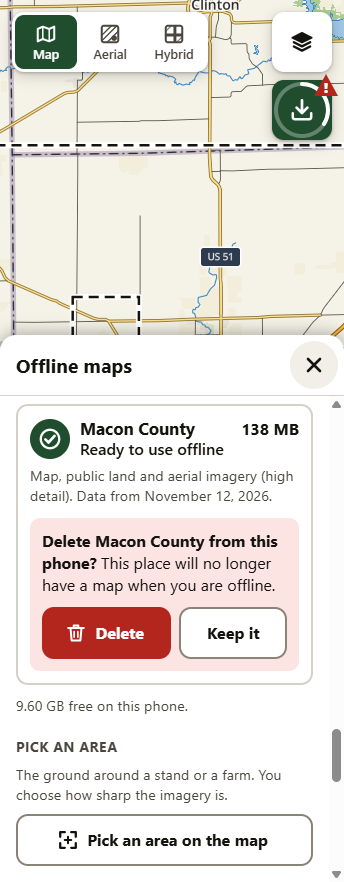 Clinton
Map
Aerial
Hybrid
US 51
Offline maps
Macon County
138 MB
Ready to use offline
Map, public land and aerial imagery (high
detail). Data from November 12, 2026.
Delete Macon County from this
phone? This place will no longer
have a map when you are offline.
Delete
Keep it
9.60 GB free on this phone.
PICK AN AREA
The ground around a stand or a farm. You
choose how sharp the imagery is.
Pick an area on the map